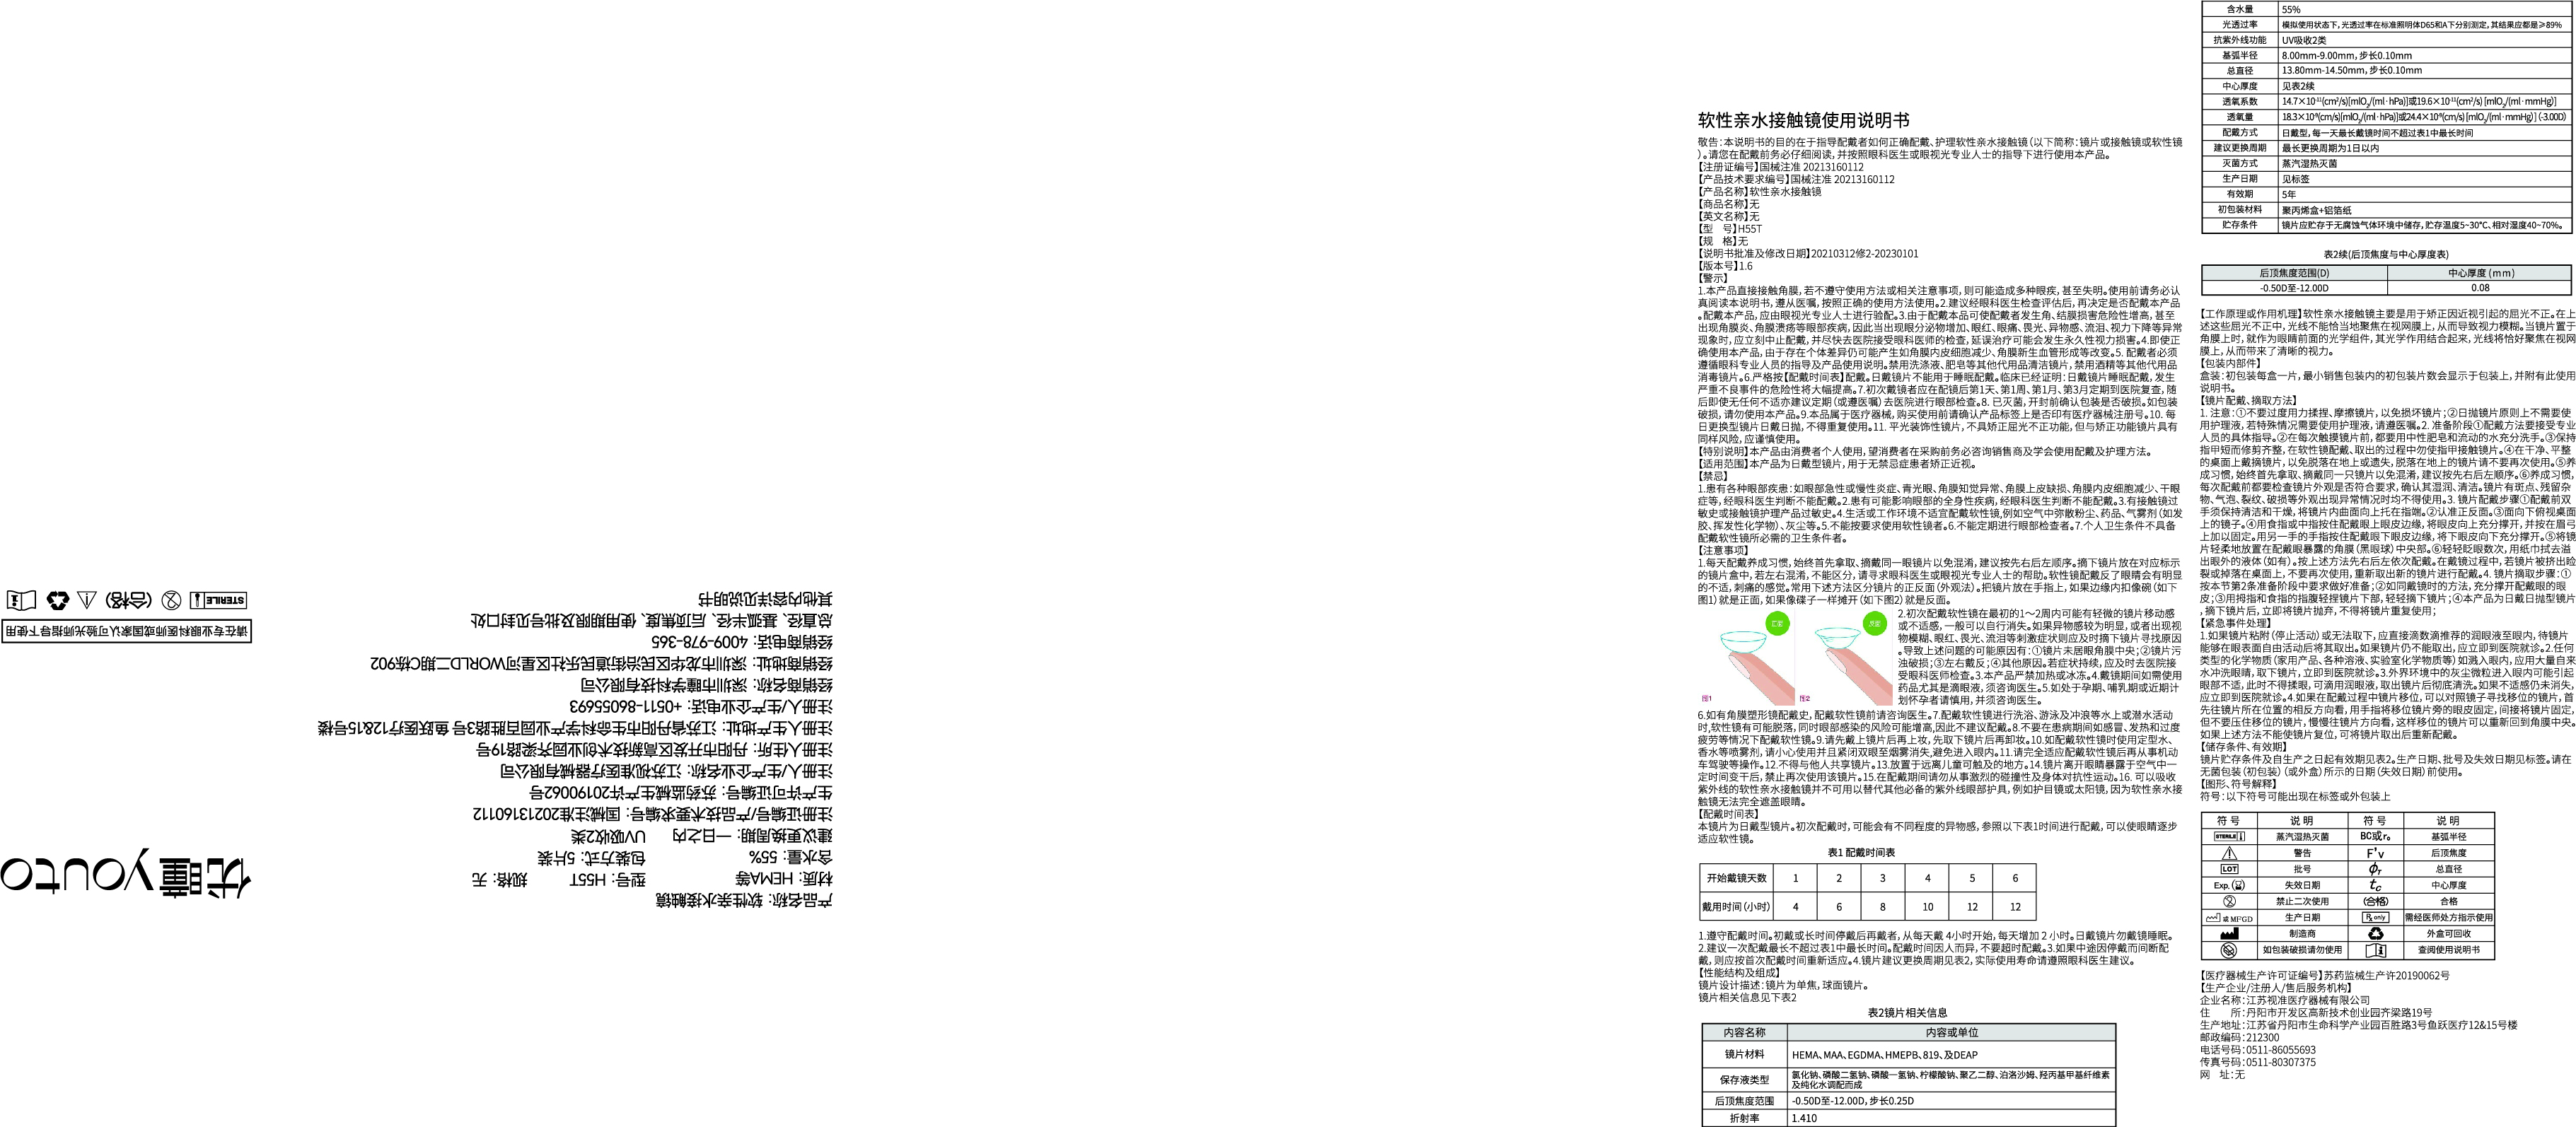 软性亲水接触镜使用说明书
敬告：本说明书的目的在于指导配戴者如何正确配戴、护理软性亲水接触镜（以下简称：镜片或接触镜或软性镜
）。请您在配戴前务必仔细阅读，并按照眼科医生或眼视光专业人士的指导下进行使用本产品。
【注册证编号】国械注准 20213160112
【产品技术要求编号】国械注准 20213160112
【产品名称】软性亲水接触镜
【商品名称】无
【英文名称】无
【型 号】H55T
【规 格】无
【说明书批准及修改日期】20210312修2-20230101
【版本号】1.6
【警示】
1.本产品直接接触角膜，若不遵守使用方法或相关注意事项，则可能造成多种眼疾，甚至失明。使用前请务必认
真阅读本说明书，遵从医嘱，按照正确的使用方法使用。2.建议经眼科医生检查评估后，再决定是否配戴本产品
。配戴本产品，应由眼视光专业人士进行验配。3.由于配戴本品可使配戴者发生角、结膜损害危险性增高，甚至
出现角膜炎、角膜溃疡等眼部疾病，因此当出现眼分泌物增加、眼红、眼痛、畏光、异物感、流泪、视力下降等异常
现象时，应立刻中止配戴，并尽快去医院接受眼科医师的检查，延误治疗可能会发生永久性视力损害。4.即使正
确使用本产品，由于存在个体差异仍可能产生如角膜内皮细胞减少、角膜新生血管形成等改变。5. 配戴者必须
遵循眼科专业人员的指导及产品使用说明。禁用洗涤液、肥皂等其他代用品清洁镜片，禁用酒精等其他代用品
消毒镜片。6.严格按【配戴时间表】配戴。日戴镜片不能用于睡眠配戴。临床已经证明：日戴镜片睡眠配戴，发生
严重不良事件的危险性将大幅提高。7.初次戴镜者应在配镜后第1天、第1周、第1月、第3月定期到医院复查，随
后即使无任何不适亦建议定期（或遵医嘱）去医院进行眼部检查。8. 已灭菌，开封前确认包装是否破损。如包装
破损，请勿使用本产品。9.本品属于医疗器械，购买使用前请确认产品标签上是否印有医疗器械注册号。10. 每
日更换型镜片日戴日抛，不得重复使用。11. 平光装饰性镜片，不具矫正屈光不正功能，但与矫正功能镜片具有
同样风险，应谨慎使用。
【特别说明】本产品由消费者个人使用，望消费者在采购前务必咨询销售商及学会使用配戴及护理方法。
【适用范围】本产品为日戴型镜片，用于无禁忌症患者矫正近视。
【禁忌】
1.患有各种眼部疾患：如眼部急性或慢性炎症、青光眼、角膜知觉异常、角膜上皮缺损、角膜内皮细胞减少、干眼
症等，经眼科医生判断不能配戴。2.患有可能影响眼部的全身性疾病，经眼科医生判断不能配戴。3.有接触镜过
敏史或接触镜护理产品过敏史。4.生活或工作环境不适宜配戴软性镜,例如空气中弥散粉尘、药品、气雾剂（如发
胶、挥发性化学物）、灰尘等。5.不能按要求使用软性镜者。6.不能定期进行眼部检查者。7.个人卫生条件不具备
配戴软性镜所必需的卫生条件者。
【注意事项】
1.每天配戴养成习惯，始终首先拿取、摘戴同一眼镜片以免混淆，建议按先右后左顺序。摘下镜片放在对应标示
的镜片盒中，若左右混淆，不能区分，请寻求眼科医生或眼视光专业人士的帮助。软性镜配戴反了眼睛会有明显
的不适，刺痛的感觉。常用下述方法区分镜片的正反面（外观法）。把镜片放在手指上，如果边缘内扣像碗（如下
图1）就是正面，如果像碟子一样摊开（如下图2）就是反面。
图1
图2
2.初次配戴软性镜在最初的1～2周内可能有轻微的镜片移动感
或不适感，一般可以自行消失。如果异物感较为明显，或者出现视
物模糊、眼红、畏光、流泪等刺激症状则应及时摘下镜片寻找原因
。导致上述问题的可能原因有：①镜片未居眼角膜中央；②镜片污
浊破损；③左右戴反；④其他原因。若症状持续，应及时去医院接
受眼科医师检查。3.本产品严禁加热或冰冻。4.戴镜期间如需使用
药品尤其是滴眼液，须咨询医生。5.如处于孕期、哺乳期或近期计
划怀孕者请慎用，并须咨询医生。
6.如有角膜塑形镜配戴史，配戴软性镜前请咨询医生。7.配戴软性镜进行洗浴、游泳及冲浪等水上或潜水活动
时,软性镜有可能脱落，同时眼部感染的风险可能增高,因此不建议配戴。8.不要在患病期间如感冒、发热和过度
疲劳等情况下配戴软性镜。9.请先戴上镜片后再上妆，先取下镜片后再卸妆。10.如配戴软性镜时使用定型水、
香水等喷雾剂，请小心使用并且紧闭双眼至烟雾消失,避免进入眼内。11.请完全适应配戴软性镜后再从事机动
车驾驶等操作。12.不得与他人共享镜片。13.放置于远离儿童可触及的地方。14.镜片离开眼睛暴露于空气中一
定时间变干后，禁止再次使用该镜片。15.在配戴期间请勿从事激烈的碰撞性及身体对抗性运动。16. 可以吸收
紫外线的软性亲水接触镜并不可用以替代其他必备的紫外线眼部护具，例如护目镜或太阳镜，因为软性亲水接
触镜无法完全遮盖眼睛。
【配戴时间表】
本镜片为日戴型镜片。初次配戴时，可能会有不同程度的异物感，参照以下表1时间进行配戴，可以使眼睛逐步
适应软性镜。
表1 配戴时间表
开始戴镜天数 1 2 3 4 5 6
戴用时间（小时） 4 6 8 10 12 12
1.遵守配戴时间。初戴或长时间停戴后再戴者，从每天戴 4小时开始，每天增加 2 小时。日戴镜片勿戴镜睡眠。
2.建议一次配戴最长不超过表1中最长时间。配戴时间因人而异，不要超时配戴。3.如果中途因停戴而间断配
戴，则应按首次配戴时间重新适应。4.镜片建议更换周期见表2，实际使用寿命请遵照眼科医生建议。
【性能结构及组成】
镜片设计描述：镜片为单焦，球面镜片。
镜片相关信息见下表2
表2镜片相关信息
内容名称 内容或单位
镜片材料 HEMA、MAA、EGDMA、HMEPB、819、及DEAP
保存液类型 氯化钠、磷酸二氢钠、磷酸一氢钠、柠檬酸钠、聚乙二醇、泊洛沙姆、羟丙基甲基纤维素
及纯化水调配而成
后顶焦度范围 -0.50D至-12.00D，步长0.25D
折射率 1.410
含水量 55%
光透过率 模拟使用状态下，光透过率在标准照明体D65和A下分别测定，其结果应都是≥89%
抗紫外线功能 UV吸收2类
基弧半径 8.00mm-9.00mm，步长0.10mm
总直径 13.80mm-14.50mm，步长0.10mm
中心厚度 见表2续
透氧系数 14.7×10⁻¹¹(cm²/s)[mlO₂/(ml·hPa)]或19.6×10⁻¹¹(cm²/s) [mlO₂/(ml·mmHg)]
透氧量 18.3×10⁻⁹(cm/s)[mlO₂/(ml·hPa)]或24.4×10⁻⁹(cm/s) [mlO₂/(ml·mmHg)]（-3.00D）
配戴方式 日戴型，每一天最长戴镜时间不超过表1中最长时间
建议更换周期 最长更换周期为1日以内
灭菌方式 蒸汽湿热灭菌
生产日期 见标签
有效期 5年
初包装材料 聚丙烯盒+铝箔纸
贮存条件 镜片应贮存于无腐蚀气体环境中储存，贮存温度5~30℃、相对湿度40~70%。
表2续(后顶焦度与中心厚度表)
后顶焦度范围(D) 中心厚度（mm）
-0.50D至-12.00D 0.08
【工作原理或作用机理】软性亲水接触镜主要是用于矫正因近视引起的屈光不正。在上
述这些屈光不正中，光线不能恰当地聚焦在视网膜上，从而导致视力模糊。当镜片置于
角膜上时，就作为眼睛前面的光学组件，其光学作用结合起来，光线将恰好聚焦在视网
膜上，从而带来了清晰的视力。
【包装内部件】
盒装：初包装每盒一片，最小销售包装内的初包装片数会显示于包装上，并附有此使用
说明书。
【镜片配戴、摘取方法】
1. 注意：①不要过度用力揉捏、摩擦镜片，以免损坏镜片；②日抛镜片原则上不需要使
用护理液，若特殊情况需要使用护理液，请遵医嘱。2. 准备阶段①配戴方法要接受专业
人员的具体指导。②在每次触摸镜片前，都要用中性肥皂和流动的水充分洗手。③保持
指甲短而修剪齐整，在软性镜配戴、取出的过程中勿使指甲接触镜片。④在干净、平整
的桌面上戴摘镜片，以免脱落在地上或遗失，脱落在地上的镜片请不要再次使用。⑤养
成习惯，始终首先拿取、摘戴同一只镜片以免混淆，建议按先右后左顺序。⑥养成习惯，
每次配戴前都要检查镜片外观是否符合要求，确认其湿润、清洁。镜片有斑点、残留杂
物、气泡、裂纹、破损等外观出现异常情况时均不得使用。3. 镜片配戴步骤①配戴前双
手须保持清洁和干燥，将镜片内曲面向上托在指端。②认准正反面。③面向下俯视桌面
上的镜子。④用食指或中指按住配戴眼上眼皮边缘，将眼皮向上充分撑开，并按在眉弓
上加以固定。用另一手的手指按住配戴眼下眼皮边缘，将下眼皮向下充分撑开。⑤将镜
片轻柔地放置在配戴眼暴露的角膜（黑眼球）中央部。⑥轻轻眨眼数次，用纸巾拭去溢
出眼外的液体（如有）。按上述方法先右后左依次配戴。在戴镜过程中，若镜片被挤出睑
裂或掉落在桌面上，不要再次使用，重新取出新的镜片进行配戴。4. 镜片摘取步骤：①
按本节第2条准备阶段中要求做好准备；②如同戴镜时的方法，充分撑开配戴眼的眼
皮；③用拇指和食指的指腹轻捏镜片下部，轻轻摘下镜片；④本产品为日戴日抛型镜片
，摘下镜片后，立即将镜片抛弃，不得将镜片重复使用；
【紧急事件处理】
1.如果镜片粘附（停止活动）或无法取下，应直接滴数滴推荐的润眼液至眼内，待镜片
能够在眼表面自由活动后将其取出。如果镜片仍不能取出，应立即到医院就诊。2.任何
类型的化学物质（家用产品、各种溶液、实验室化学物质等）如溅入眼内，应用大量自来
水冲洗眼睛，取下镜片，立即到医院就诊。3.外界环境中的灰尘微粒进入眼内可能引起
眼部不适，此时不得揉眼，可滴用润眼液，取出镜片后彻底清洗。如果不适感仍未消失，
应立即到医院就诊。4.如果在配戴过程中镜片移位，可以对照镜子寻找移位的镜片，首
先往镜片所在位置的相反方向看，用手指将移位镜片旁的眼皮固定，将镜片位置固定，
但不要压住移位的镜片，慢慢往镜片方向看，这样移位的镜片可以重新回到角膜中央。
如果上述方法不能使镜片复位，可将镜片取出后重新配戴。
【储存条件、有效期】
镜片贮存条件及自生产之日起有效期见表2。生产日期、批号及失效日期见标签。请在
无菌包装（初包装）（或外盒）所示的日期（失效日期）前使用。
【图形、符号解释】
符号：以下符号可能出现在标签或外包装上
符 号 说 明 符 号 说 明
STERILE 蒸汽湿热灭菌 BC或r₀ 基弧半径
警告 F'v 后顶焦度
LOT 批号 ϕT 总直径
Exp.（） 失效日期 tC 中心厚度
禁止二次使用 （合格） 合格
或 MFGD 生产日期 Rx only 需经医师处方指示使用
制造商 外盒可回收
如包装破损请勿使用 查阅使用说明书
【医疗器械生产许可证编号】苏药监械生产许20190062号
【生产企业/注册人/售后服务机构】
企业名称：江苏视准医疗器械有限公司
住 所：丹阳市开发区高新技术创业园齐梁路19号
生产地址：江苏省丹阳市生命科学产业园百胜路3号鱼跃医疗12&15号楼
邮政编码：212300
电话号码：0511-86055693
传真号码：0511-80307375
网 址：无
优瞳youto
请在专业眼科医师或国家认可验光师指导下使用
STERILE （合格）
产品名称：软性亲水接触镜
材质：HEMA等 型号：H55T 规格：无
含水量：55% 包装方式：5片装
建议更换周期：一日之内 UV吸收2类
注册证编号/产品技术要求编号：国械注准20213160112
生产许可证编号：苏药监械生产许20190062号
注册人/生产企业名称：江苏视准医疗器械有限公司
注册人住所：丹阳市开发区高新技术创业园齐梁路19号
注册人/生产地址：江苏省丹阳市生命科学产业园百胜路3号 鱼跃医疗12&15号楼
注册人/生产企业电话：+0511-86055693
经销商名称：深圳市瞳学科技有限公司
经销商地址：深圳市龙华区民治街道民乐社区星河WORLD二期C栋902
经销商电话：4009-978-365
总直径、基弧半径、后顶焦度、使用期限及批号见封口处
其他内容详见说明书